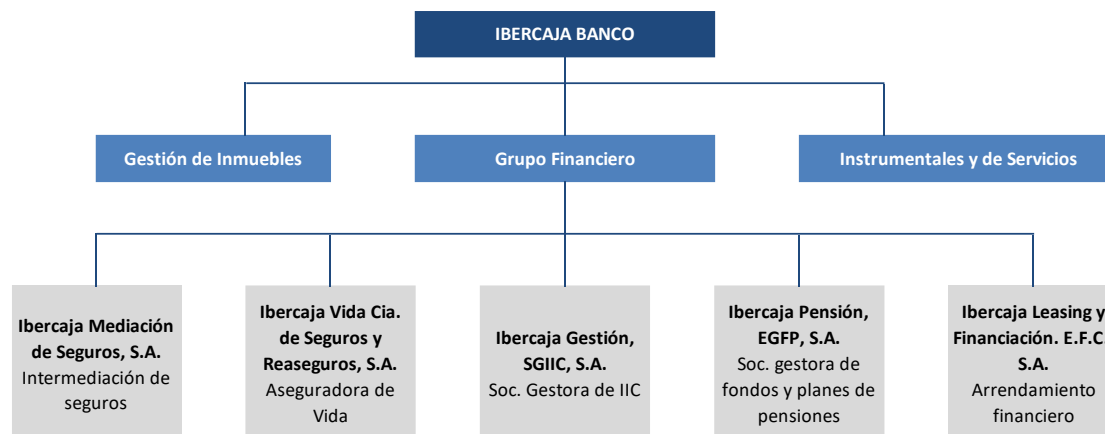 IBERCAJA BANCO
Gestión de Inmuebles
Grupo Financiero
Instrumentales y de Servicios
Ibercaja Mediación
de Seguros, S.A.
Intermediación de
seguros
Ibercaja Vida Cia.
de Seguros y
Reaseguros, S.A.
Aseguradora de
Vida
Ibercaja Gestión,
SGIIC, S.A.
Soc. Gestora de IIC
Ibercaja Pensión,
EGFP, S.A.
Soc. gestora de
fondos y planes de
pensiones
Ibercaja Leasing y
Financiación. E.F.C.
S.A.
Arrendamiento
financiero